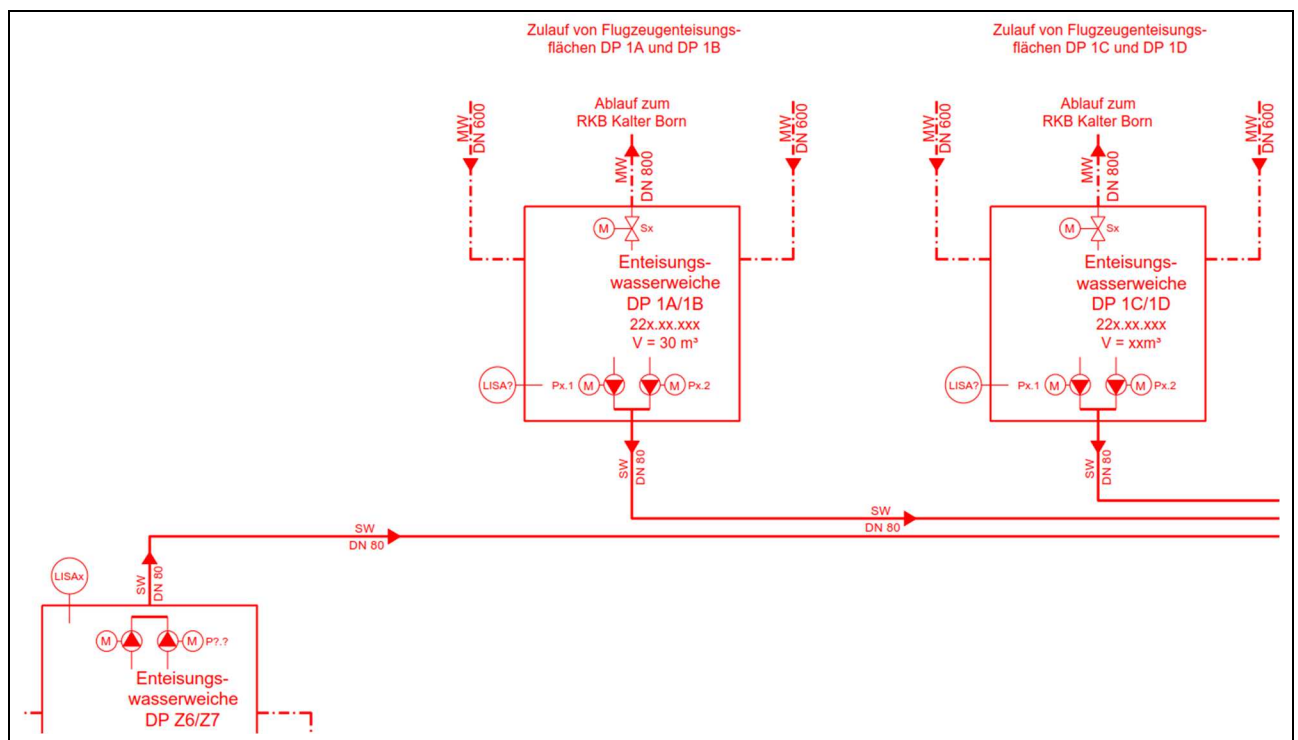 Zulauf von Flugzeugenteisungs-
flächen DP 1A und DP 1B
MW
DN 600
Ablauf zum
RKB Kalter Born
MW
DN 800
MW
DN 600
M
Sx
Enteisungs-
wasserweiche
DP 1A/1B
22x.xx.xxx
V = 30 m³
LISA?
Px.1
M
M
Px.2
SW
DN 80
Zulauf von Flugzeugenteisungs-
flächen DP 1C und DP 1D
MW
DN 600
Ablauf zum
RKB Kalter Born
MW
DN 800
MW
DN 600
M
Sx
Enteisungs-
wasserweiche
DP 1C/1D
22x.xx.xxx
V = xxm³
LISA?
Px.1
M
M
Px.2
SW
DN 80
SW
DN 80
SW
DN 80
LISAx
SW
DN 80
M
M
P?.?
Enteisungs-
wasserweiche
DP Z6/Z7